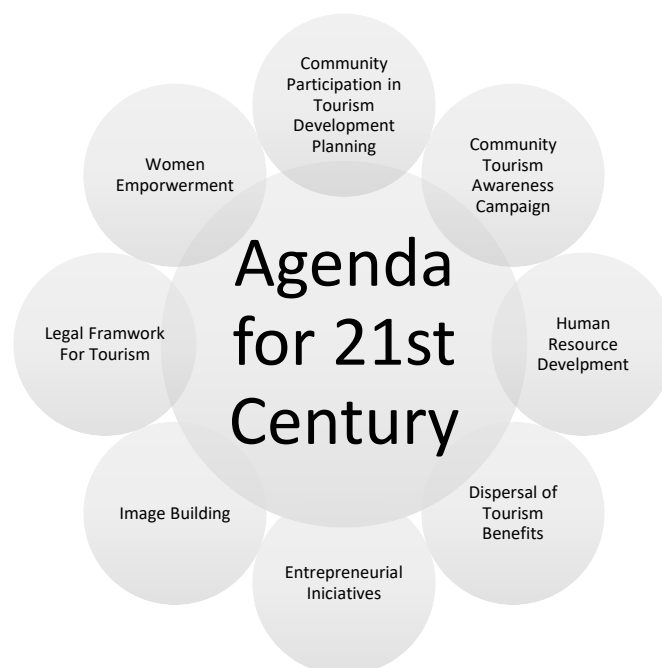 Community
Participation in
Tourism
Development
Planning
Community
Tourism
Awareness
Campaign
Human
Resource
Develpment
Dispersal of
Tourism
Benefits
Entrepreneurial
Iniciatives
Image Building
Legal Framwork
For Tourism
Women
Emporwerment
Agenda
for 21st
Century